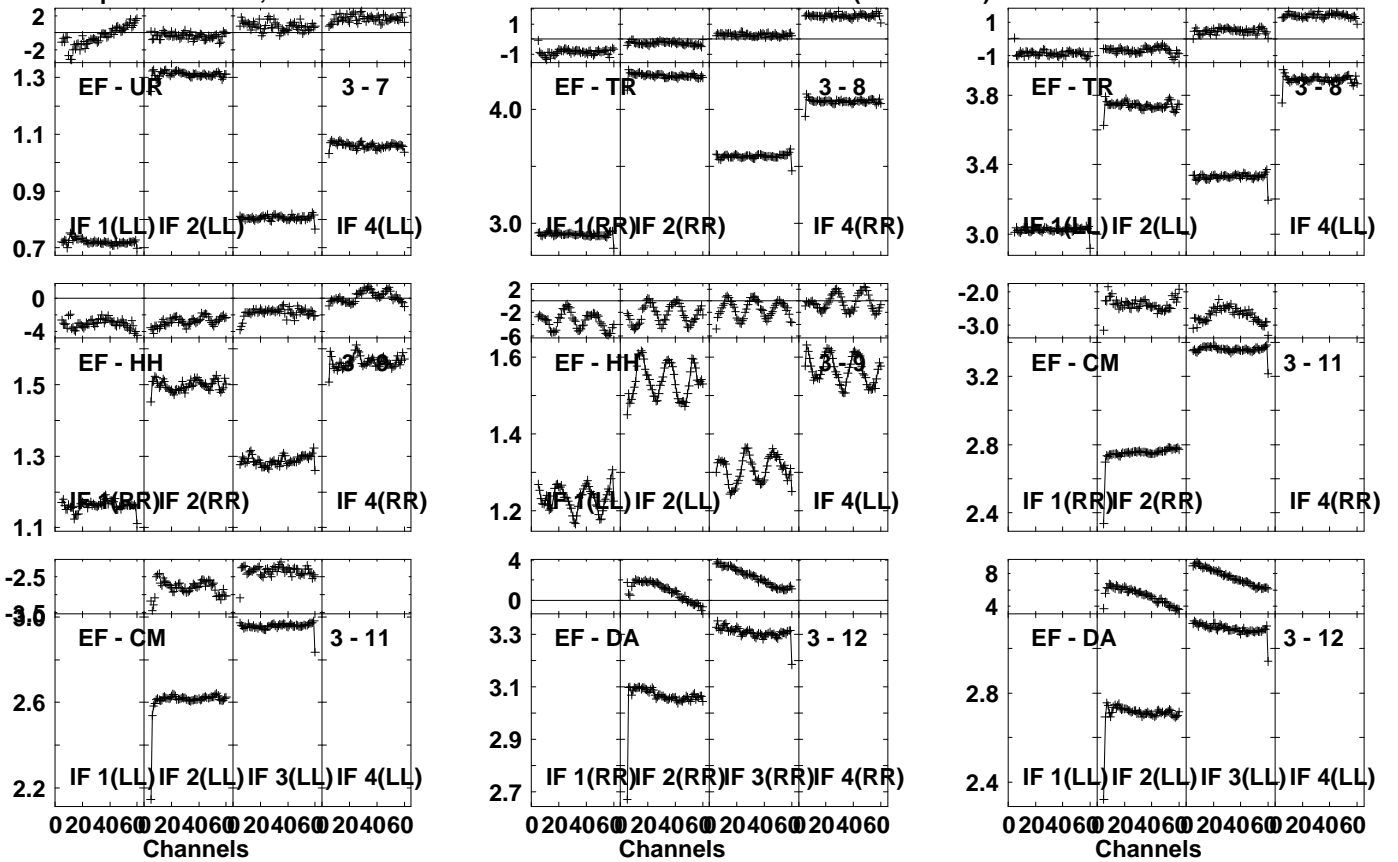 2
-2
1.3
1.1
0.9
0.7
EF - UR
3 - 7
IF 1(LL) IF 2(LL)
IF 4(LL)
1
-1
4.0
3.0
EF - TR
3 - 8
IF 1(RR) IF 2(RR)
IF 4(RR)
1
-1
3.8
3.4
3.0
EF - TR
3 - 8
IF 1(LL) IF 2(LL)
IF 4(LL)
0
-4
1.5
1.3
1.1
EF - HH
3 - 9
IF 1(RR) IF 2(RR)
IF 4(RR)
2
-2
-6
1.6
1.4
1.2
EF - HH
3 - 9
IF 1(LL) IF 2(LL)
IF 4(LL)
-2.0
-3.0
3.2
2.8
2.4
EF - CM
3 - 11
IF 1(RR) IF 2(RR)
IF 4(RR)
-2.5
-3.5
3.0
2.6
2.2
EF - CM
3 - 11
IF 1(LL) IF 2(LL) IF 3(LL) IF 4(LL)
0 20 40 60 0 20 40 60 0 20 40 60 0 20 40 60
Channels
4
0
3.3
3.1
2.9
2.7
EF - DA
3 - 12
IF 1(RR) IF 2(RR) IF 3(RR) IF 4(RR)
0 20 40 60 0 20 40 60 0 20 40 60 0 20 40 60
Channels
8
4
2.8
2.4
EF - DA
3 - 12
IF 1(LL) IF 2(LL) IF 3(LL) IF 4(LL)
0 20 40 60 0 20 40 60 0 20 40 60 0 20 40 60
Channels